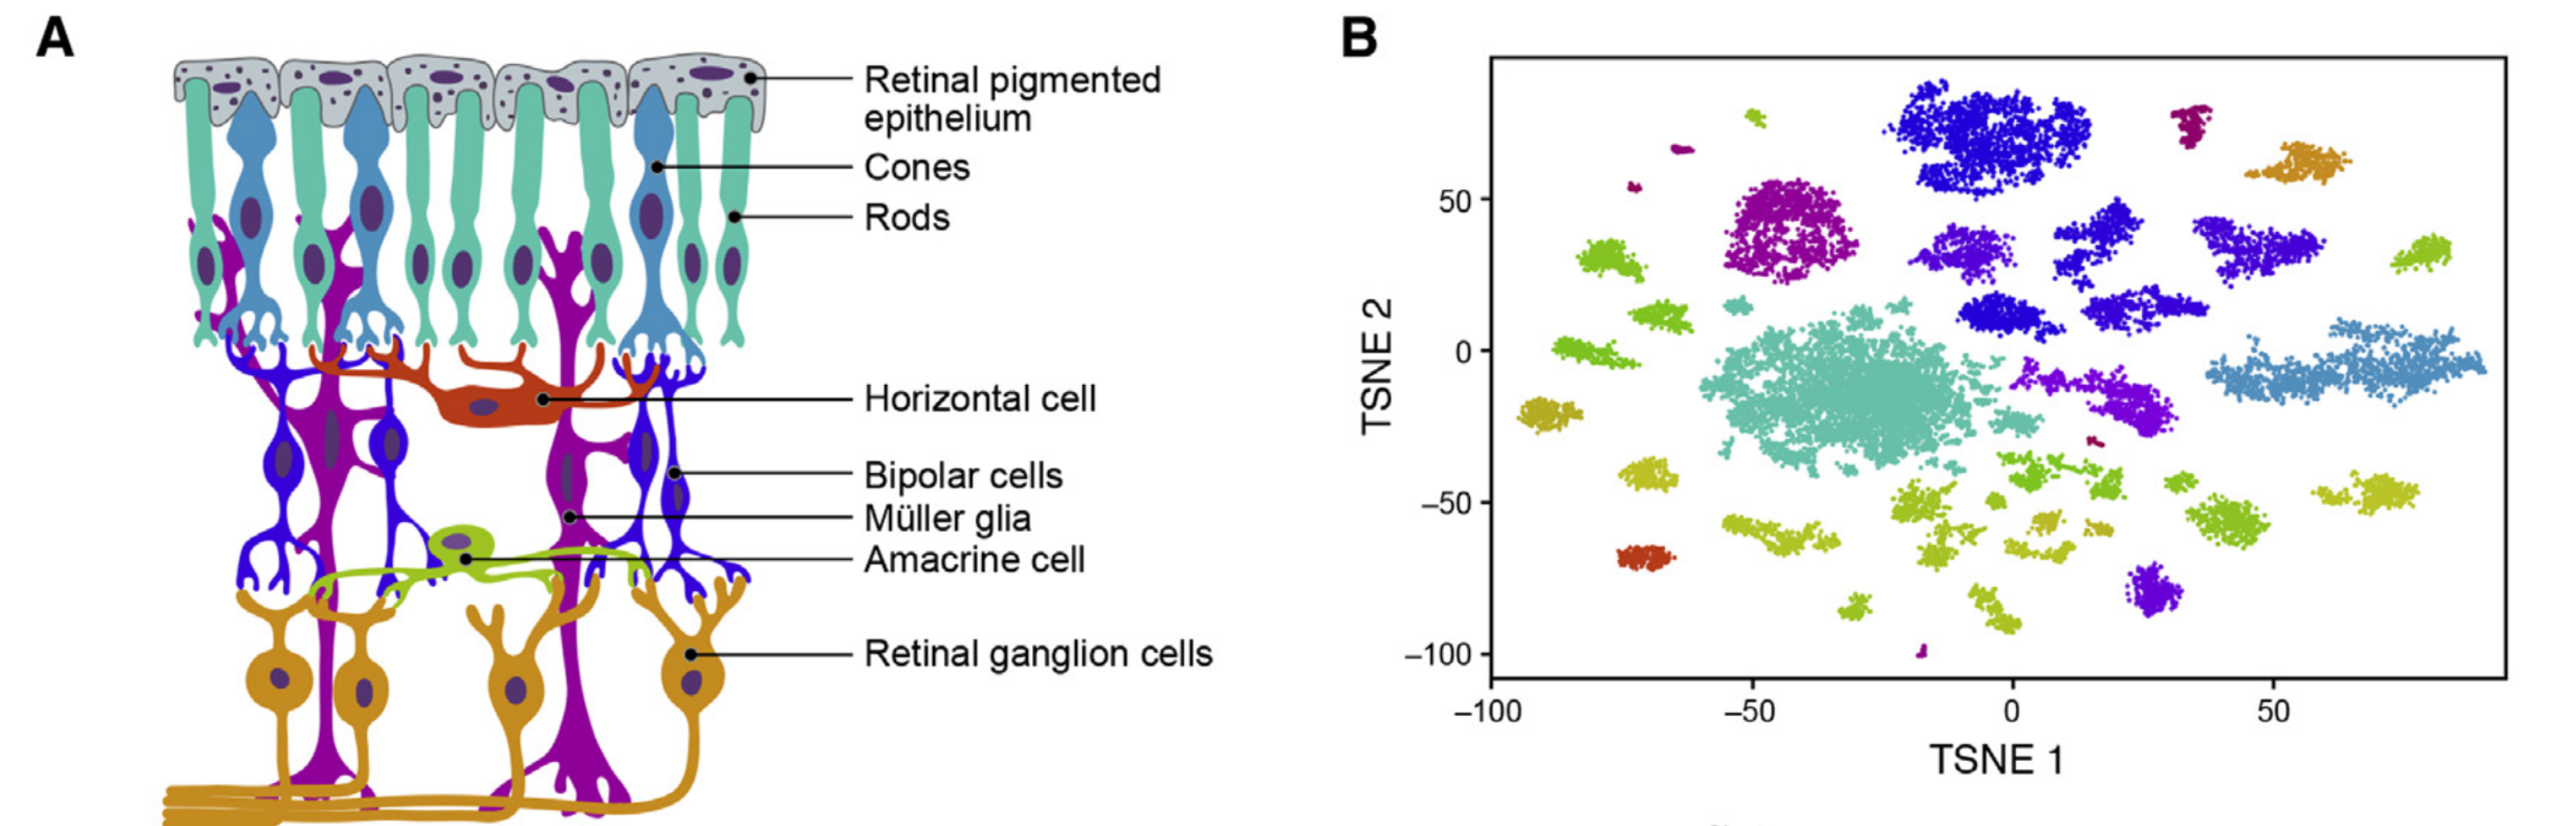 A
Retinal pigmented
epithelium
Cones
Rods
Horizontal cell
Bipolar cells
Müller glia
Amacrine cell
Retinal ganglion cells
B
TSNE 2
50
0
–50
–100
–100
–50
0
50
TSNE 1